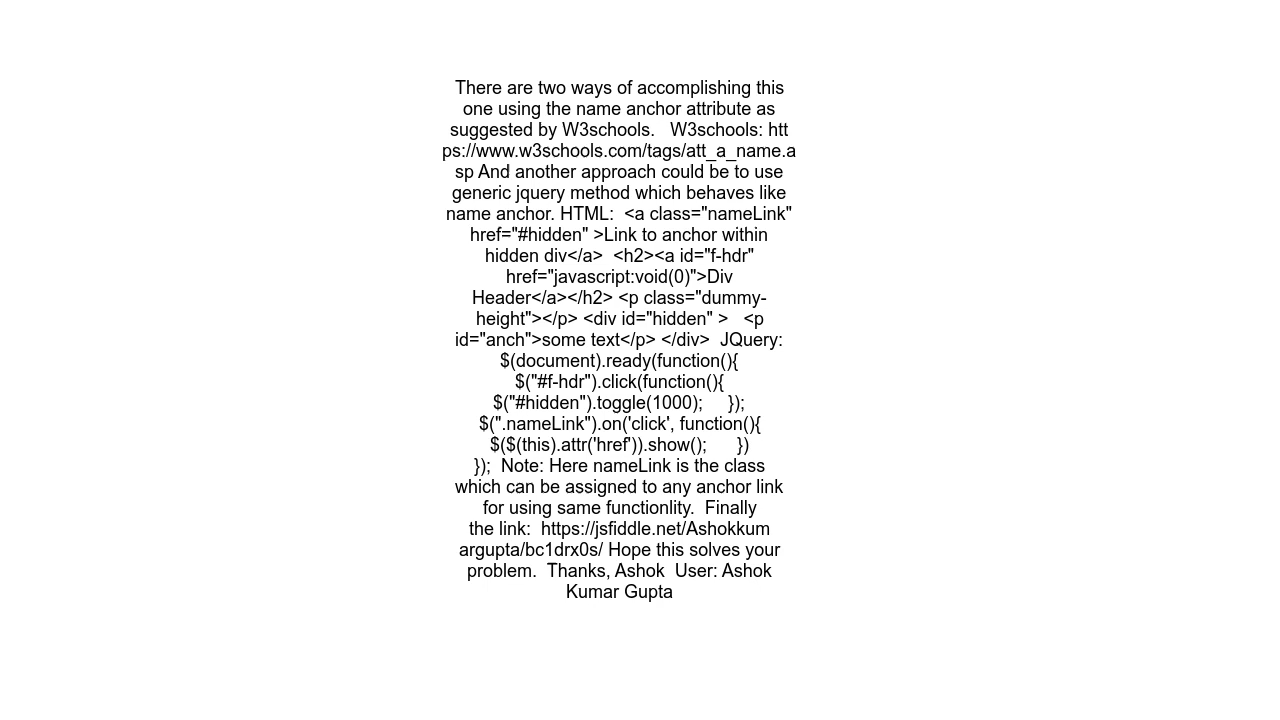 There are two ways of accomplishing this
one using the name anchor attribute as
suggested by W3schools.   W3schools: htt
ps://www.w3schools.com/tags/att_a_name.a
sp And another approach could be to use
generic jquery method which behaves like
name anchor. HTML:  <a class="nameLink"
href="#hidden" >Link to anchor within
hidden div</a>  <h2><a id="f-hdr"
href="javascript:void(0)">Div
Header</a></h2> <p class="dummy-
height"></p> <div id="hidden" >   <p
id="anch">some text</p> </div>  JQuery:
$(document).ready(function(){
$("#f-hdr").click(function(){
$("#hidden").toggle(1000);     });
$(".nameLink").on('click', function(){
$($(this).attr('href')).show();      })
});  Note: Here nameLink is the class
which can be assigned to any anchor link
for using same functionlity.  Finally
the link:  https://jsfiddle.net/Ashokkum
argupta/bc1drx0s/ Hope this solves your
problem.  Thanks, Ashok  User: Ashok
Kumar Gupta